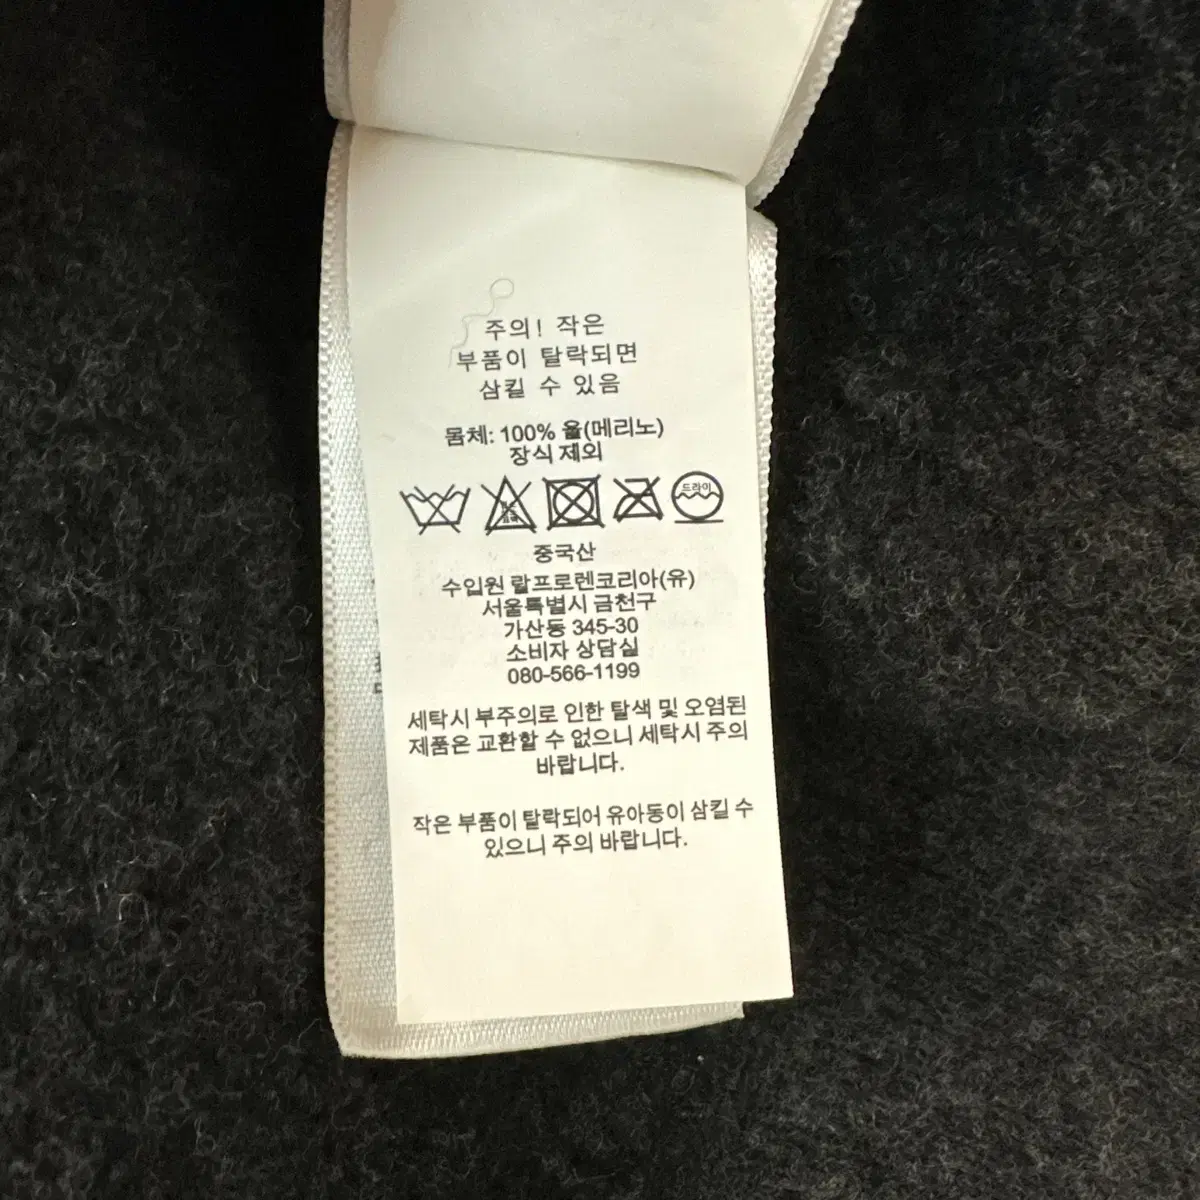 주의! 작은
부품이 탈락되면
삼킬 수 있음
몸체: 100% 울(메리노)
장식 제외
드라이
중국산
수입원 랄프로렌코리아(유)
서울특별시 금천구
가산동 345-30
소비자 상담실
080-566-1199
세탁시 부주의로 인한 탈색 및 오염된
제품은 교환할 수 없으니 세탁시 주의
바랍니다.
작은 부품이 탈락되어 유아동이 삼킬 수
있으니 주의 바랍니다.